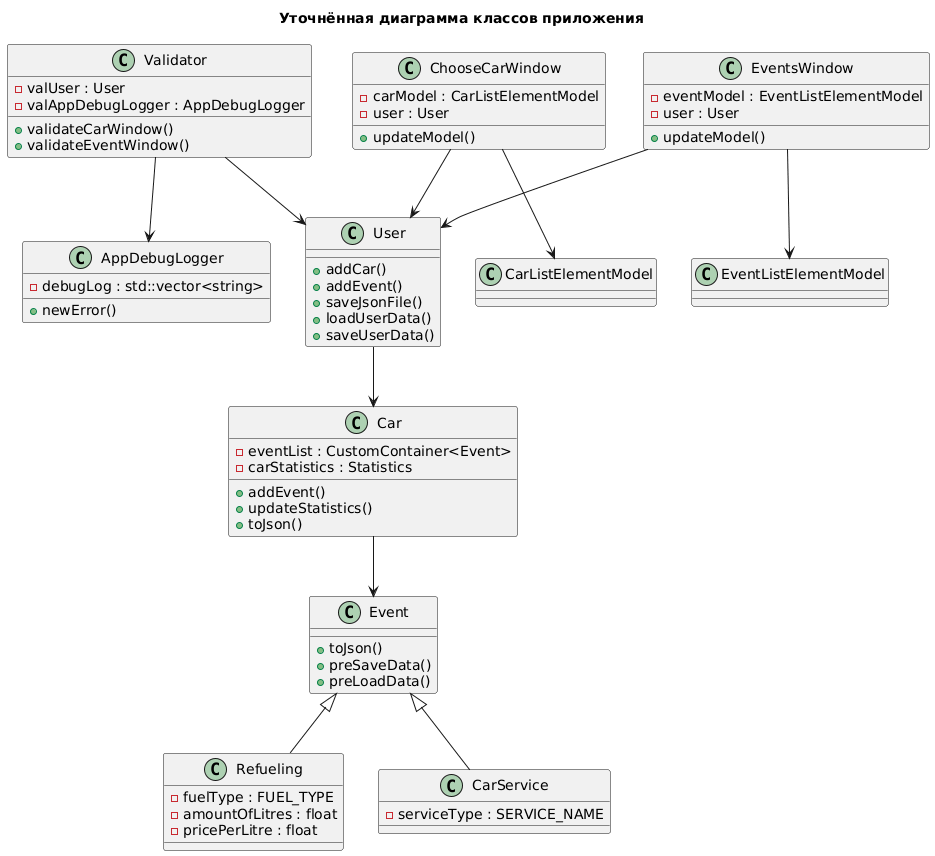 Уточнённая диаграмма классов приложения
C Validator
valUser : User
valAppDebugLogger : AppDebugLogger
validateCarWindow()
validateEventWindow()
C ChooseCarWindow
carModel : CarListElementModel
user : User
updateModel()
C EventsWindow
eventModel : EventListElementModel
user : User
updateModel()
C AppDebugLogger
debugLog : std::vector<string>
newError()
C User
addCar()
addEvent()
saveJsonFile()
loadUserData()
saveUserData()
C CarListElementModel
C EventListElementModel
C Car
eventList : CustomContainer<Event>
carStatistics : Statistics
addEvent()
updateStatistics()
toJson()
C Event
toJson()
preSaveData()
preLoadData()
C Refueling
fuelType : FUEL_TYPE
amountOfLitres : float
pricePerLitre : float
C CarService
serviceType : SERVICE_NAME